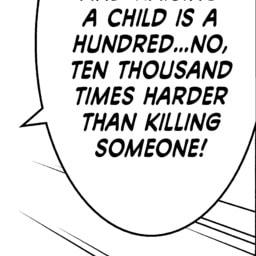 A CHILD IS A
HUNDRED...NO,
TEN THOUSAND
TIMES HARDER
THAN KILLING
SOMEONE!